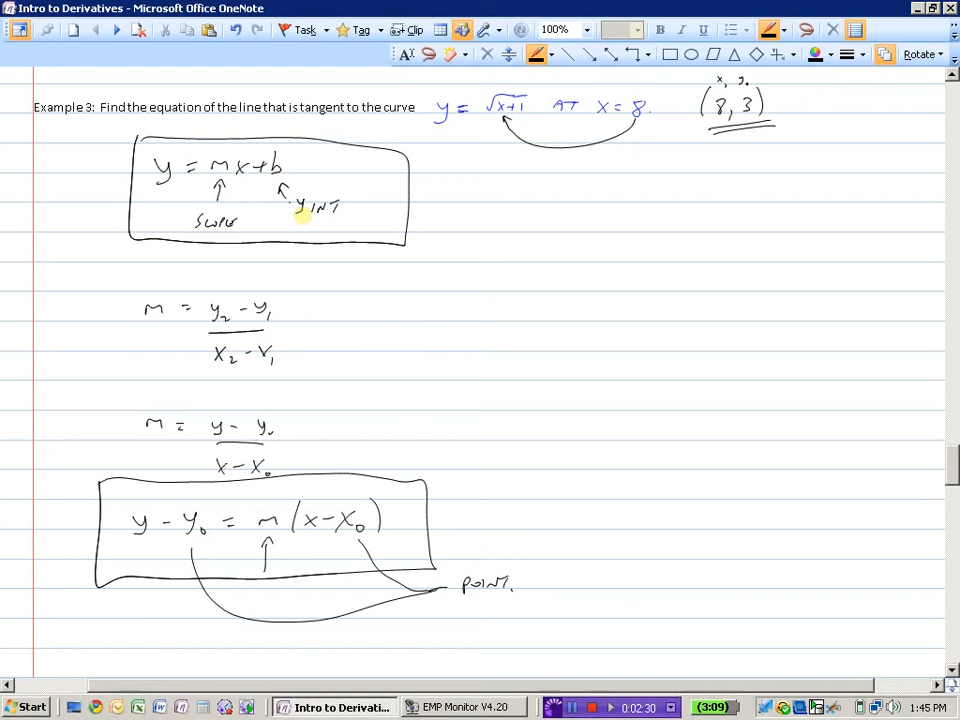 Intro to Derivatives - Microsoft Office OneNote
Task Tag Clip 100% B I U
A Rotate
Example 3: Find the equation of the line that is tangent to the curve y = √x+1 AT x = 8. (8, 3)
x₀ y₀
y = mx+b
SLOPE
y INT
m = y₂ - y₁
x₂ - x₁
m = y - y₀
x - x₀
y - y₀ = m (x - x₀)
POINT.
Start Intro to Derivati... EMP Monitor V4.20 0:02:30 (3:09) 1:45 PM